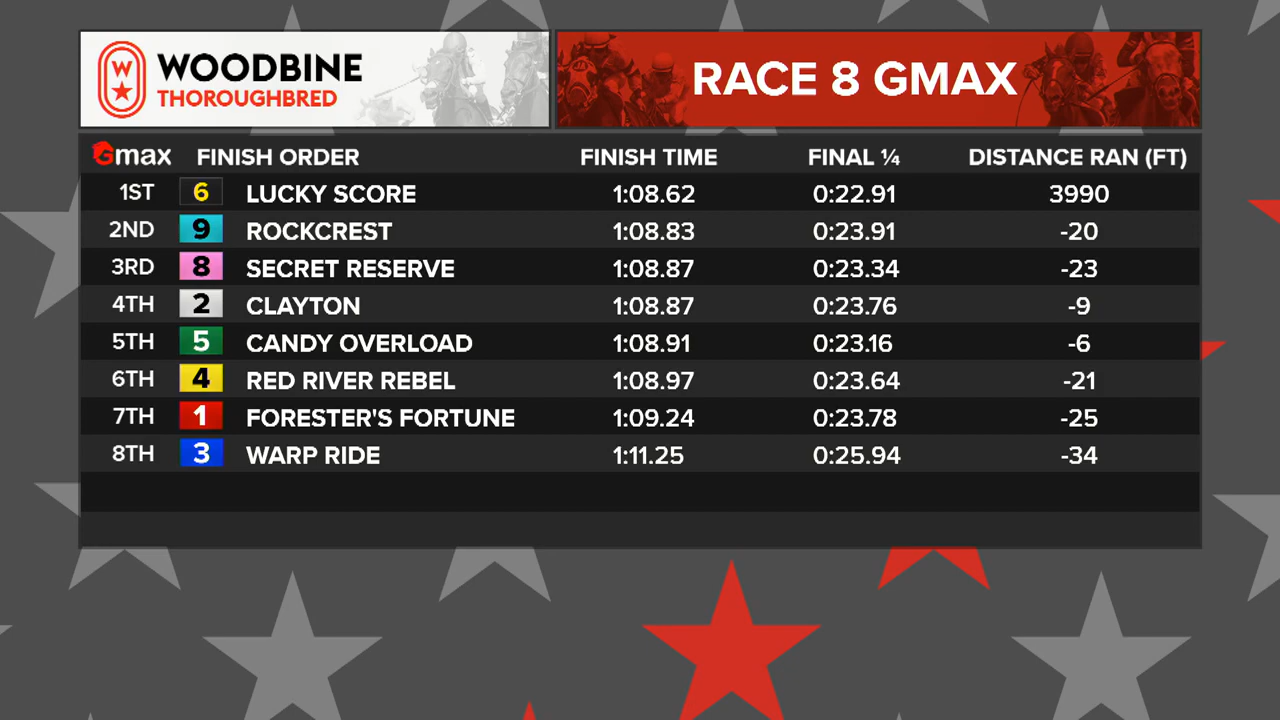 W
WOODBINE
THOROUGHBRED
RACE 8 GMAX
Gmax FINISH ORDER FINISH TIME FINAL ¼ DISTANCE RAN (FT)
1ST 6 LUCKY SCORE 1:08.62 0:22.91 3990
2ND 9 ROCKCREST 1:08.83 0:23.91 -20
3RD 8 SECRET RESERVE 1:08.87 0:23.34 -23
4TH 2 CLAYTON 1:08.87 0:23.76 -9
5TH 5 CANDY OVERLOAD 1:08.91 0:23.16 -6
6TH 4 RED RIVER REBEL 1:08.97 0:23.64 -21
7TH 1 FORESTER'S FORTUNE 1:09.24 0:23.78 -25
8TH 3 WARP RIDE 1:11.25 0:25.94 -34